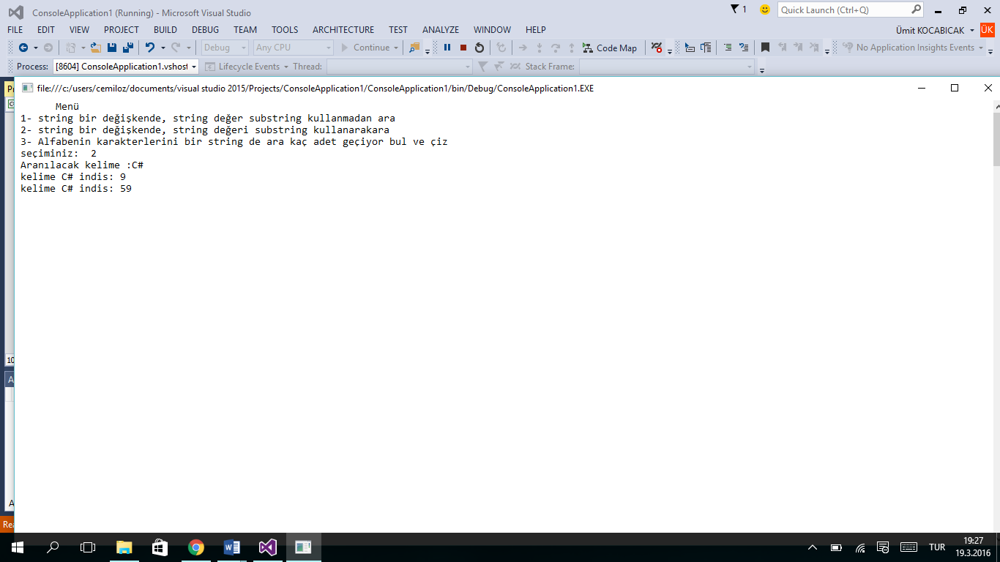 ConsoleApplication1 (Running) - Microsoft Visual Studio
1
Quick Launch (Ctrl+Q)
FILE EDIT VIEW PROJECT BUILD DEBUG TEAM TOOLS ARCHITECTURE TEST ANALYZE WINDOW HELP
Ümit KOCABICAK ÜK
Debug Any CPU Continue Code Map No Application Insights Events
Process: [8604] ConsoleApplication1.vshost Lifecycle Events Thread: Stack Frame:
file:///c:/users/cemiloz/documents/visual studio 2015/Projects/ConsoleApplication1/ConsoleApplication1/bin/Debug/ConsoleApplication1.EXE
Menü
1- string bir değişkende, string değer substring kullanmadan ara
2- string bir değişkende, string değeri substring kullanarakara
3- Alfabenin karakterlerini bir string de ara kaç adet geçiyor bul ve çiz
seçiminiz:  2
Aranılacak kelime :C#
kelime C# indis: 9
kelime C# indis: 59
10
A
A
Rea
TUR
19:27
19.3.2016